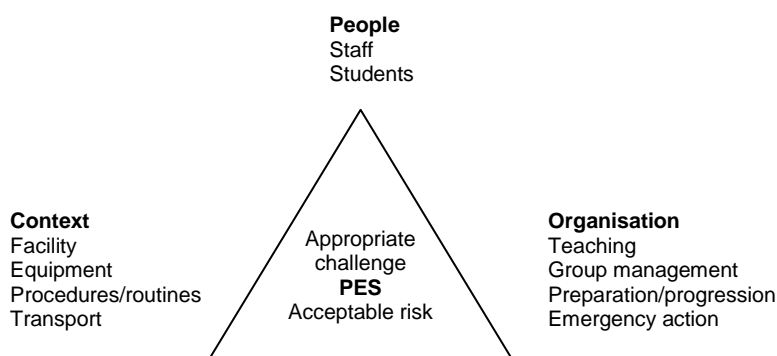 People
Staff
Students
Context
Facility
Equipment
Procedures/routines
Transport
Appropriate
challenge
PES
Acceptable risk
Organisation
Teaching
Group management
Preparation/progression
Emergency action